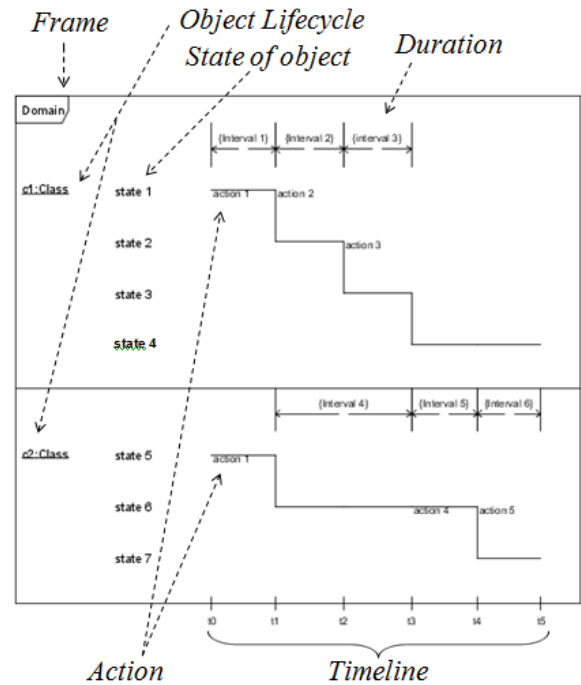 Frame
Object Lifecycle
State of object
Duration
Domain
{Interval 1}
{Interval 2}
{interval 3}
c1:Class
state 1
action 1
action 2
state 2
action 3
state 3
state 4
{Interval 4}
{Interval 5}
{Interval 6}
c2:Class
state 5
action 1
state 6
action 4
action 5
state 7
t0
t1
t2
t3
t4
t5
Action
Timeline